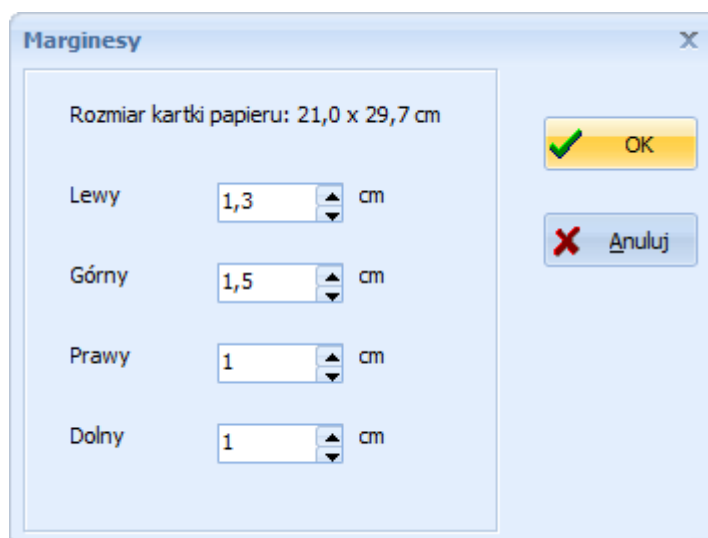 Marginesy
Rozmiar kartki papieru: 21,0 x 29,7 cm
OK
Lewy 1,3 cm
Anuluj
Górny 1,5 cm
Prawy 1 cm
Dolny 1 cm